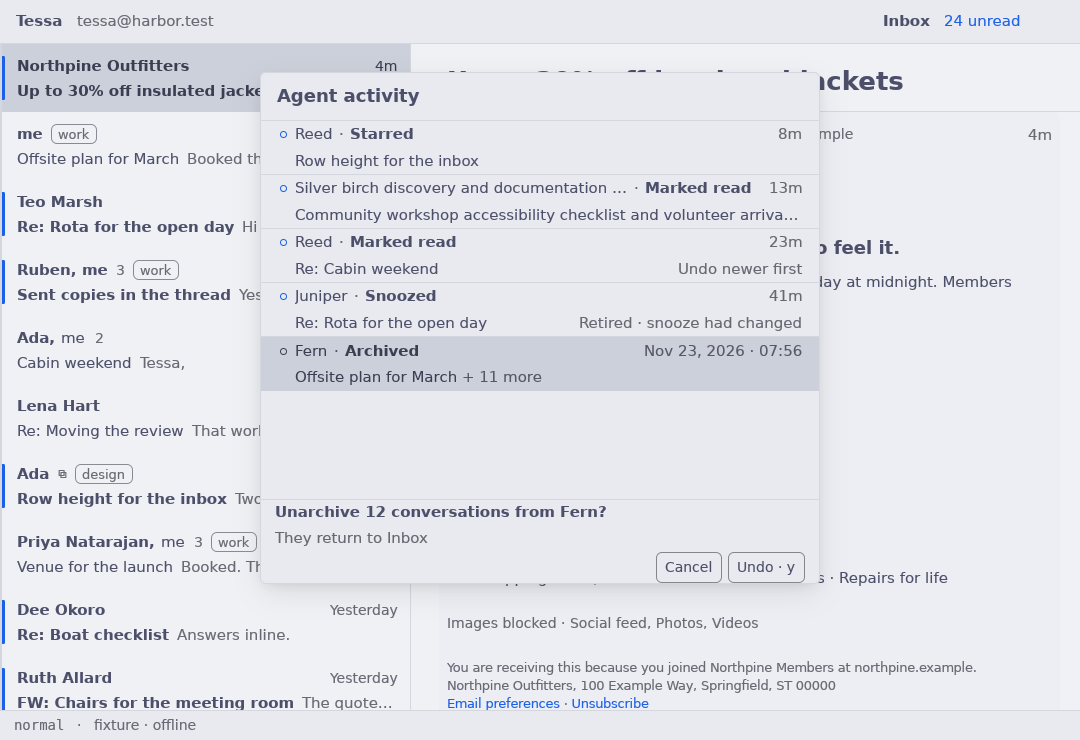 Tessa tessa@harbor.test Inbox 24 unread
Northpine Outfitters 4m
Up to 30% off insulated jacke
me work
Offsite plan for March Booked th
Teo Marsh
Re: Rota for the open day Hi
Ruben, me 3 work
Sent copies in the thread Yes
Ada, me 2
Cabin weekend Tessa,
Lena Hart
Re: Moving the review That worl
Ada design
Row height for the inbox Two
Priya Natarajan, me 3 work
Venue for the launch Booked. Th
Dee Okoro Yesterday
Re: Boat checklist Answers inline.
Ruth Allard Yesterday
FW: Chairs for the meeting room The quote…
Agent activity
Reed · Starred 8m
Row height for the inbox
Silver birch discovery and documentation … · Marked read 13m
Community workshop accessibility checklist and volunteer arriva…
Reed · Marked read 23m
Re: Cabin weekend Undo newer first
Juniper · Snoozed 41m
Re: Rota for the open day Retired · snooze had changed
Fern · Archived Nov 23, 2026 · 07:56
Offsite plan for March + 11 more
Unarchive 12 conversations from Fern?
They return to Inbox
Cancel Undo · y
ackets
mple 4m
o feel it.
day at midnight. Members
s · Repairs for life
Images blocked · Social feed, Photos, Videos
You are receiving this because you joined Northpine Members at northpine.example.
Northpine Outfitters, 100 Example Way, Springfield, ST 00000
Email preferences · Unsubscribe
normal · fixture · offline